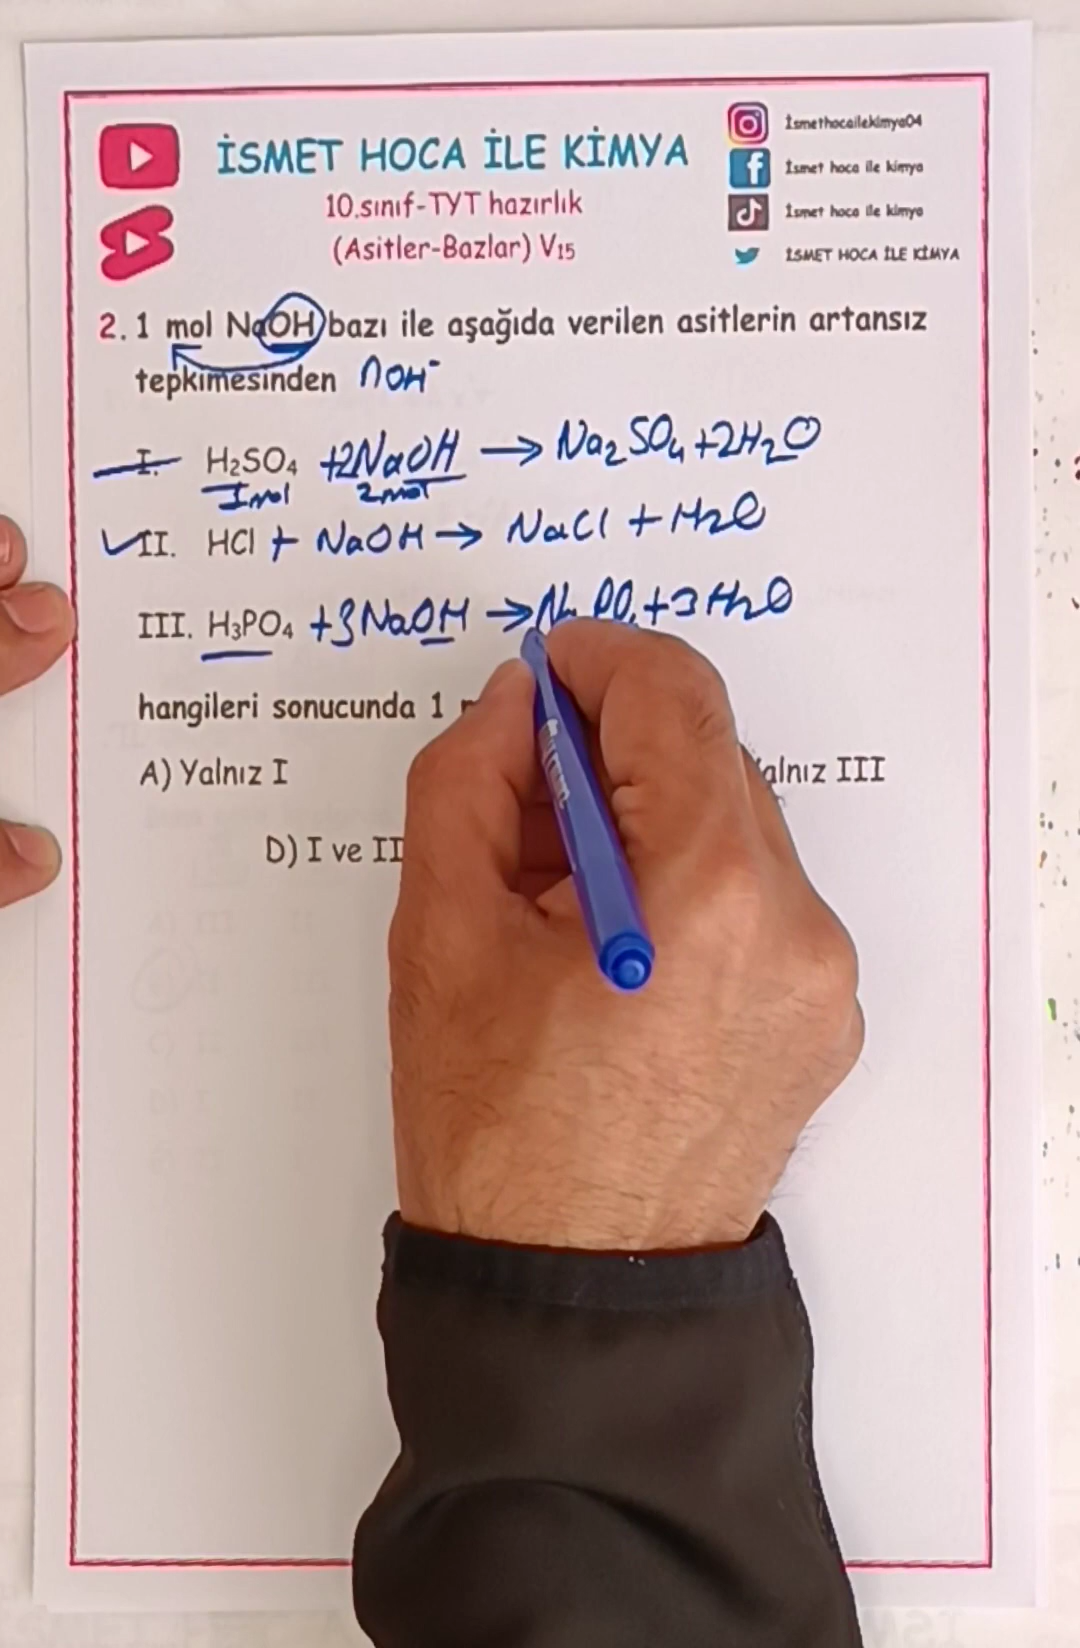 İSMET HOCA İLE KİMYA
10.sınıf-TYT hazırlık
(Asitler-Bazlar) V15
İsmethocailekimya04
İsmet hoca ile kimya
İsmet hoca ile kimya
İSMET HOCA İLE KİMYA
2. 1 mol NaOH bazı ile aşağıda verilen asitlerin artansız
tepkimesinden nOH⁻
I. H₂SO₄ +2NaOH → Na₂SO₄+2H₂O
1mol 2mol
II. HCl + NaOH → NaCl + H₂O
III. H₃PO₄ +3NaOH → +3H₂O
hangileri sonucunda 1
A) Yalnız I
III
D) I ve II